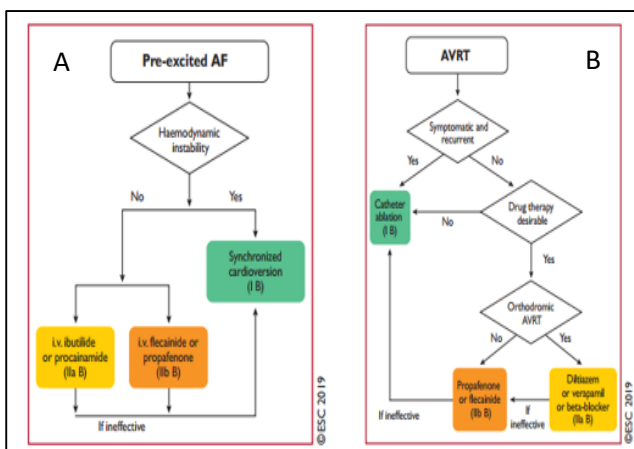 A
Pre-excited AF
Haemodynamic
instability
No
Yes
Synchronized
cardioversion
(I B)
i.v. ibutilide
or procainamide
(IIa B)
i.v. flecainide or
propafenone
(IIb B)
If ineffective
©ESC 2019
B
AVRT
Symptomatic and
recurrent
Yes
No
Catheter
ablation
(I B)
No
Drug therapy
desirable
Yes
Orthodromic
AVRT
No
Yes
Propafenone
or flecainide
(IIb B)
Diltiazem
or verapamil
or beta-blocker
(IIa B)
If ineffective
If
ineffective
©ESC 2019